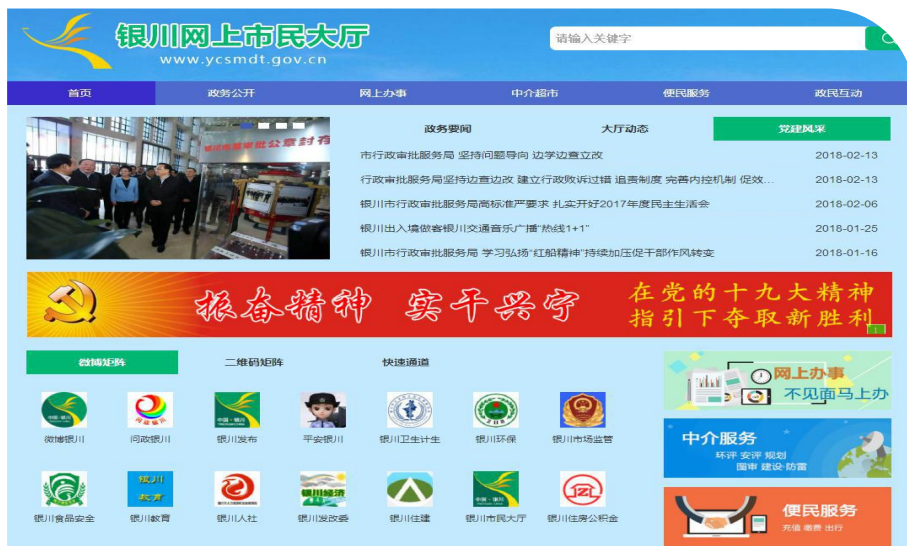 银川网上市民大厅
www.ycsmdt.gov.cn
请输入关键字
首页 政务公开 网上办事 中介超市 便民服务 政民互动
政务要闻 大厅动态 党建风采
市行政审批服务局 坚持问题导向 边学边查立改 2018-02-13
行政审批服务局坚持边查边改 建立行政败诉过错 追责制度 完善内控机制 促效... 2018-02-13
银川市行政审批服务局高标准严要求 扎实开好2017年度民主生活会 2018-02-06
银川出入境做客银川交通音乐广播"热线1+1" 2018-01-25
银川市行政审批服务局 学习弘扬"红船精神"持续加压促干部作风转变 2018-01-16
振奋精神 实干兴宁
在党的十九大精神
指引下夺取新胜利
1
微博矩阵 二维码矩阵 快速通道
微博银川 问政银川 银川发布 平安银川 银川卫生计生 银川环保 银川市场监管
银川
教育
银川经济
银川食品安全 银川教育 银川人社 银川发改委 银川住建 银川市民大厅 银川住房公积金
网上办事
不见面马上办
中介服务
环评 安评 规划
图审 建设 防雷
便民服务
充值 缴费 出行